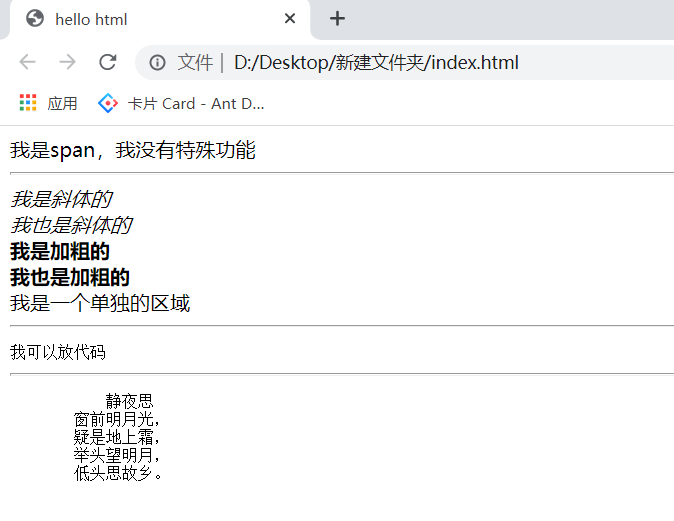 hello html
文件 | D:/Desktop/新建文件夹/index.html
应用 卡片 Card - Ant D...
我是span，我没有特殊功能
我是斜体的
我也是斜体的
我是加粗的
我也是加粗的
我是一个单独的区域
我可以放代码
静夜思
窗前明月光，
疑是地上霜，
举头望明月，
低头思故乡。